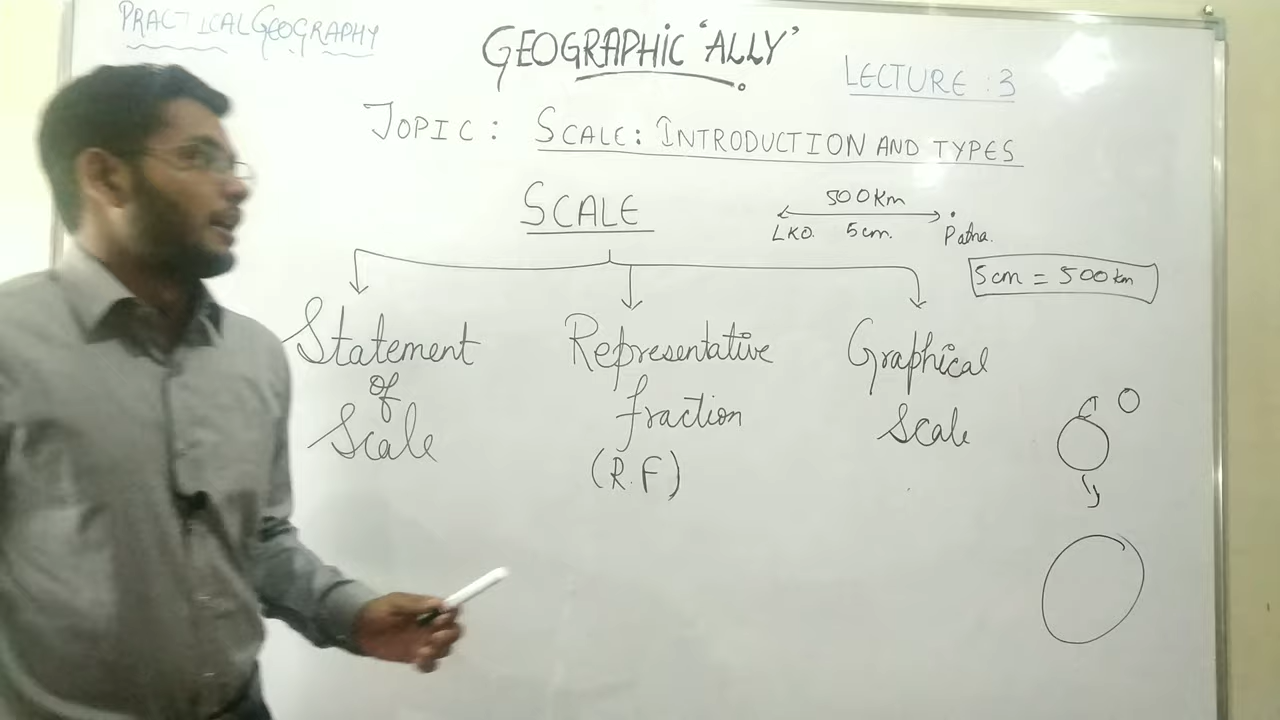 PRACTICAL GEOGRAPHY
GEOGRAPHIC 'ALLY'
LECTURE : 3
TOPIC : SCALE: INTRODUCTION AND TYPES
SCALE
500 Km
LKO. 5 cm. Patna.
5 cm = 500 km
Statement
of
Scale
Representative
fraction
(R.F)
Graphical
Scale